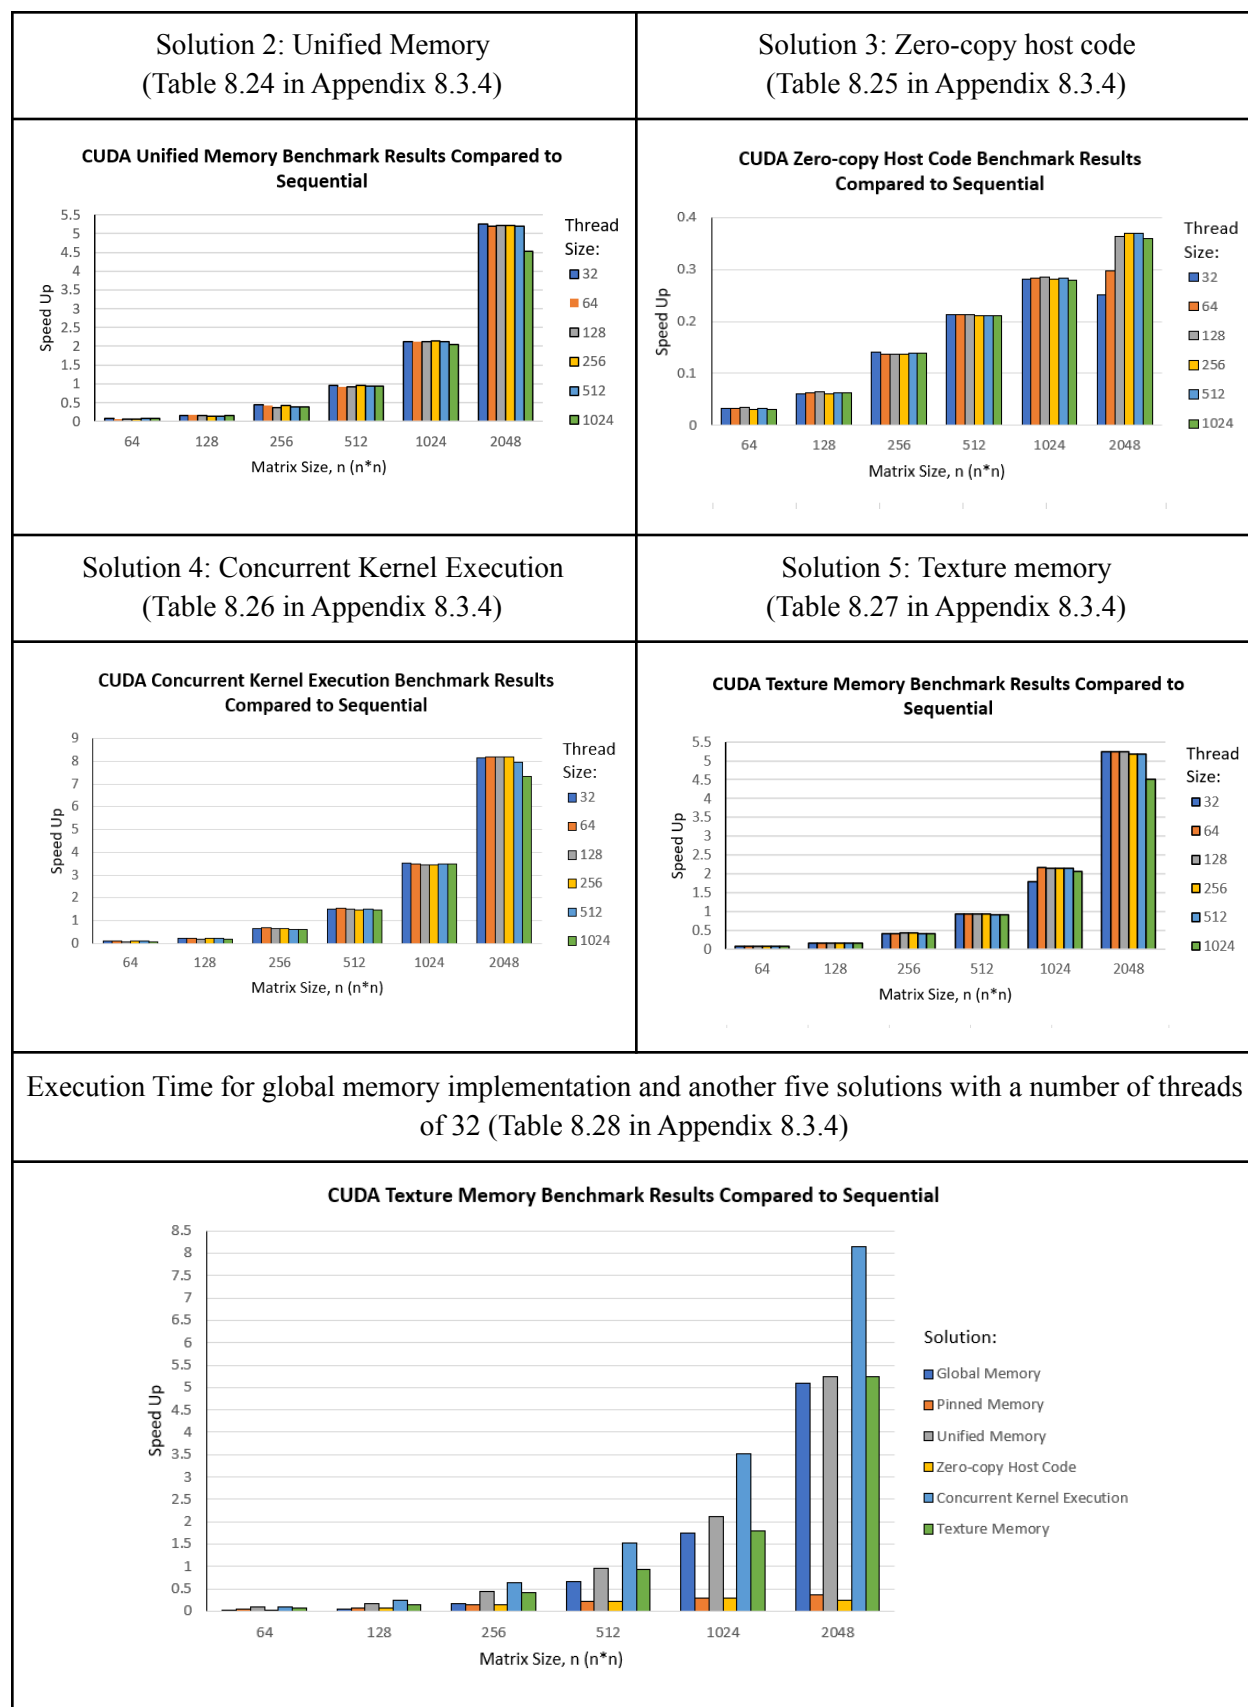 Solution 2: Unified Memory
(Table 8.24 in Appendix 8.3.4)
Solution 3: Zero-copy host code
(Table 8.25 in Appendix 8.3.4)
CUDA Unified Memory Benchmark Results Compared to
Sequential
5.5
5
4.5
4
3.5
3
2.5
2
1.5
1
0.5
0
Speed Up
64
128
256
512
1024
2048
Matrix Size, n (n*n)
Thread
Size:
32
64
128
256
512
1024
CUDA Zero-copy Host Code Benchmark Results
Compared to Sequential
0.4
0.3
0.2
0.1
0
Speed Up
64
128
256
512
1024
2048
Matrix Size, n (n*n)
Thread
Size:
32
64
128
256
512
1024
Solution 4: Concurrent Kernel Execution
(Table 8.26 in Appendix 8.3.4)
Solution 5: Texture memory
(Table 8.27 in Appendix 8.3.4)
CUDA Concurrent Kernel Execution Benchmark Results
Compared to Sequential
9
8
7
6
5
4
3
2
1
0
Speed Up
64
128
256
512
1024
2048
Matrix Size, n (n*n)
Thread
Size:
32
64
128
256
512
1024
CUDA Texture Memory Benchmark Results Compared to
Sequential
5.5
5
4.5
4
3.5
3
2.5
2
1.5
1
0.5
0
Speed Up
64
128
256
512
1024
2048
Matrix Size, n (n*n)
Thread
Size:
32
64
128
256
512
1024
Execution Time for global memory implementation and another five solutions with a number of threads
of 32 (Table 8.28 in Appendix 8.3.4)
CUDA Texture Memory Benchmark Results Compared to Sequential
8.5
8
7.5
7
6.5
6
5.5
5
4.5
4
3.5
3
2.5
2
1.5
1
0.5
0
Speed Up
64
128
256
512
1024
2048
Matrix Size, n (n*n)
Solution:
Global Memory
Pinned Memory
Unified Memory
Zero-copy Host Code
Concurrent Kernel Execution
Texture Memory